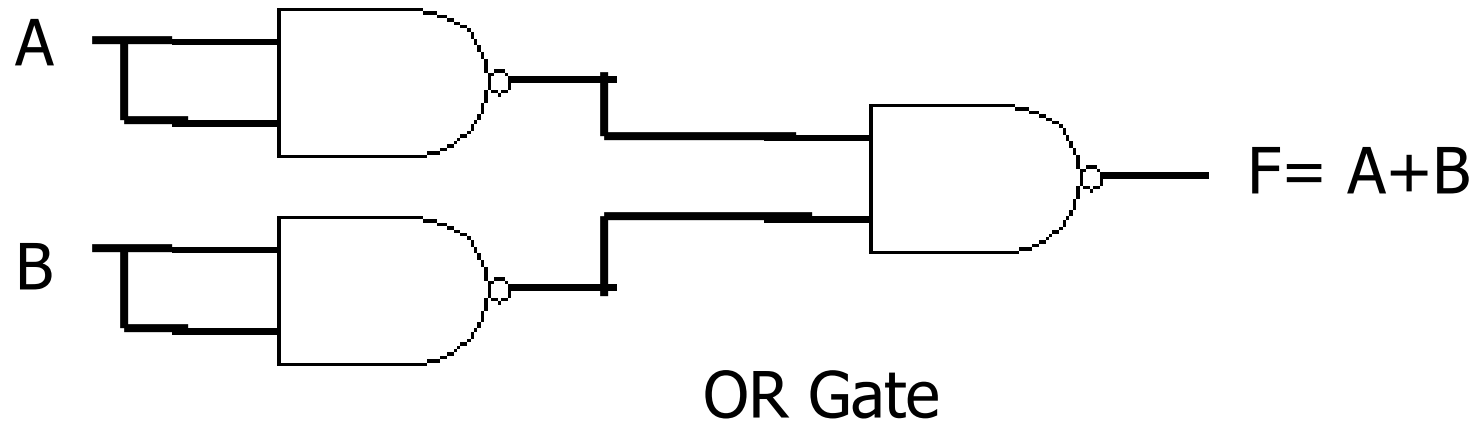 A
B
F= A+B
OR Gate